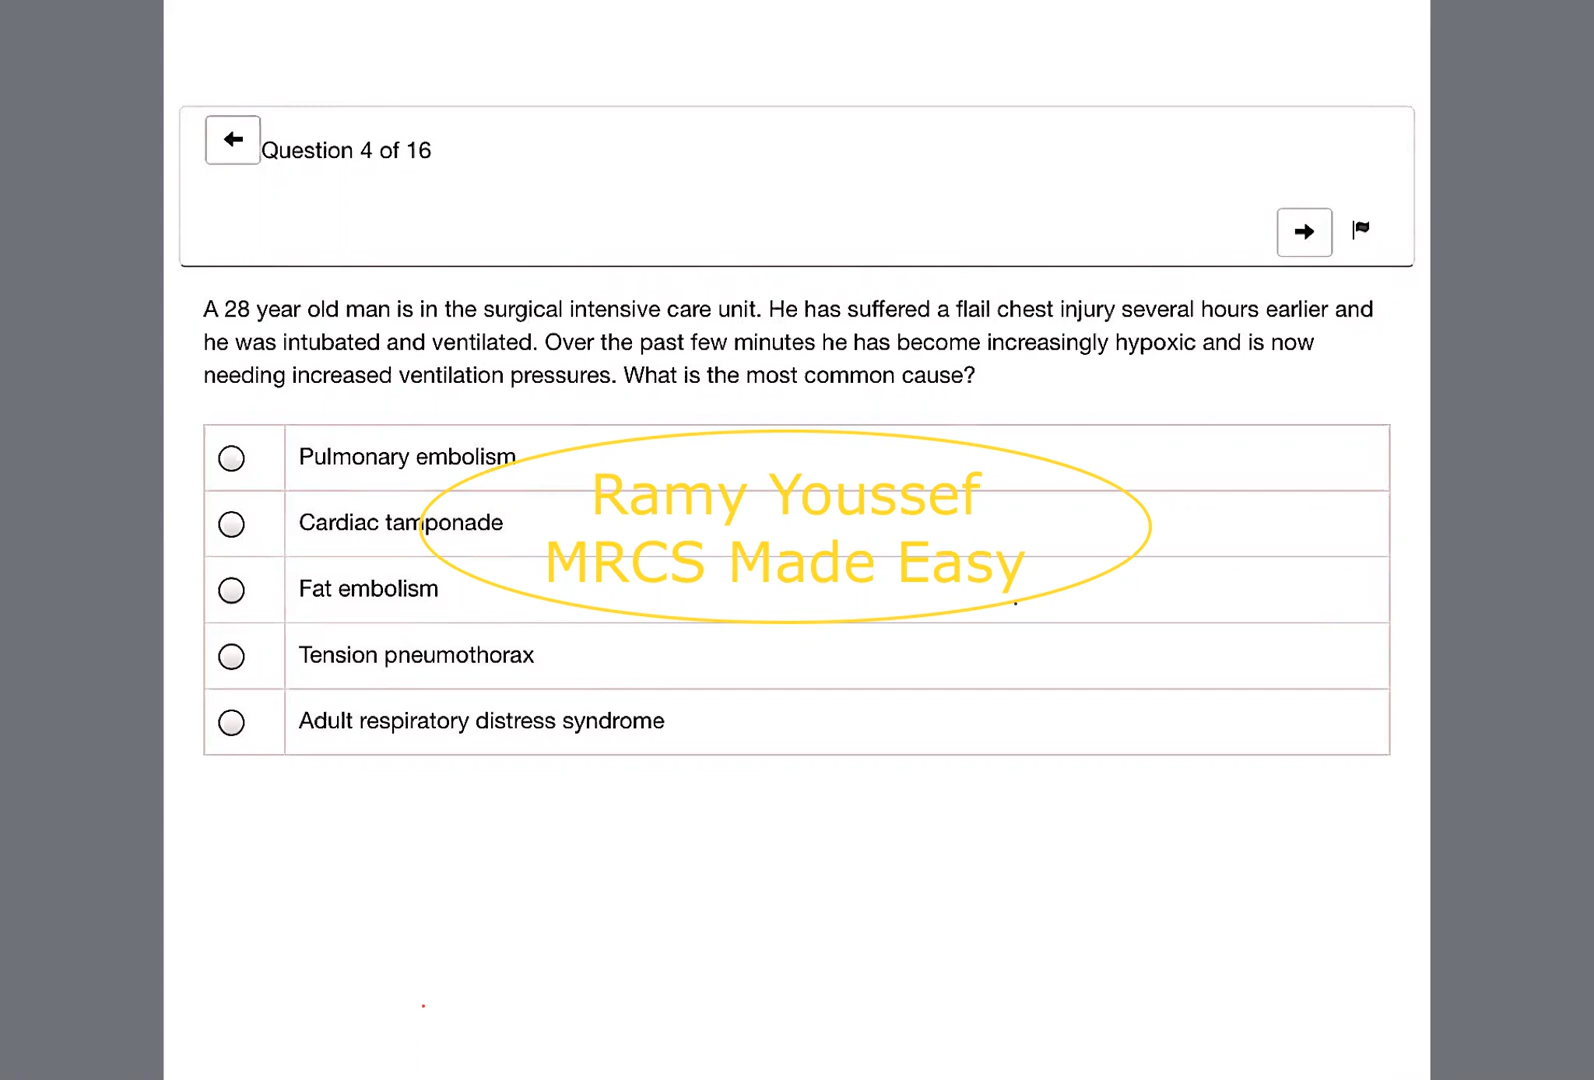 Question 4 of 16
A 28 year old man is in the surgical intensive care unit. He has suffered a flail chest injury several hours earlier and
he was intubated and ventilated. Over the past few minutes he has become increasingly hypoxic and is now
needing increased ventilation pressures. What is the most common cause?
Pulmonary embolism
Ramy Youssef
Cardiac tamponade
MRCS Made Easy
Fat embolism
Tension pneumothorax
Adult respiratory distress syndrome